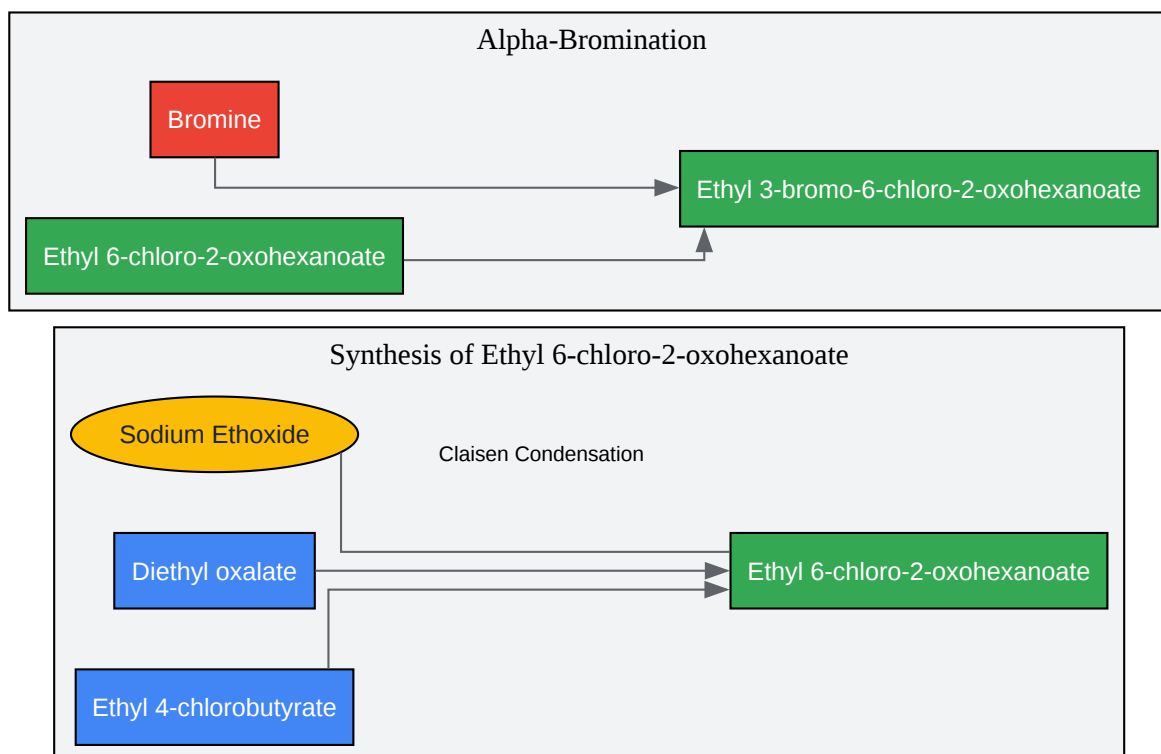 Alpha-Bromination
Bromine
Ethyl 3-bromo-6-chloro-2-oxohexanoate
Ethyl 6-chloro-2-oxohexanoate
Synthesis of Ethyl 6-chloro-2-oxohexanoate
Sodium Ethoxide
Claisen Condensation
Diethyl oxalate
Ethyl 6-chloro-2-oxohexanoate
Ethyl 4-chlorobutyrate